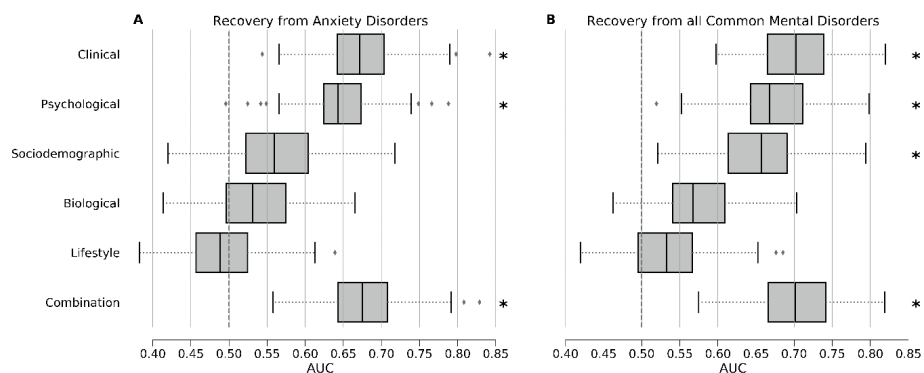 A Recovery from Anxiety Disorders
B Recovery from all Common Mental Disorders
Clinical * *
Psychological * *
Sociodemographic *
Biological
Lifestyle
Combination * *
0.40 0.45 0.50 0.55 0.60 0.65 0.70 0.75 0.80 0.85
0.40 0.45 0.50 0.55 0.60 0.65 0.70 0.75 0.80 0.85
AUC
AUC